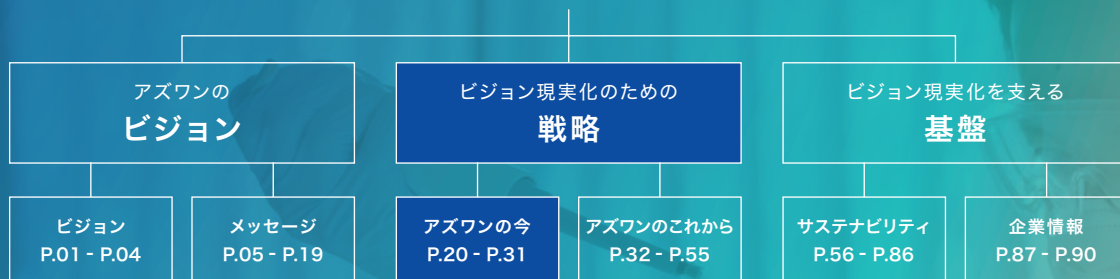 アズワンの
ビジョン
ビジョン現実化のための
戦略
ビジョン現実化を支える
基盤
ビジョン
P.01 - P.04
メッセージ
P.05 - P.19
アズワンの今
P.20 - P.31
アズワンのこれから
P.32 - P.55
サステナビリティ
P.56 - P.86
企業情報
P.87 - P.90